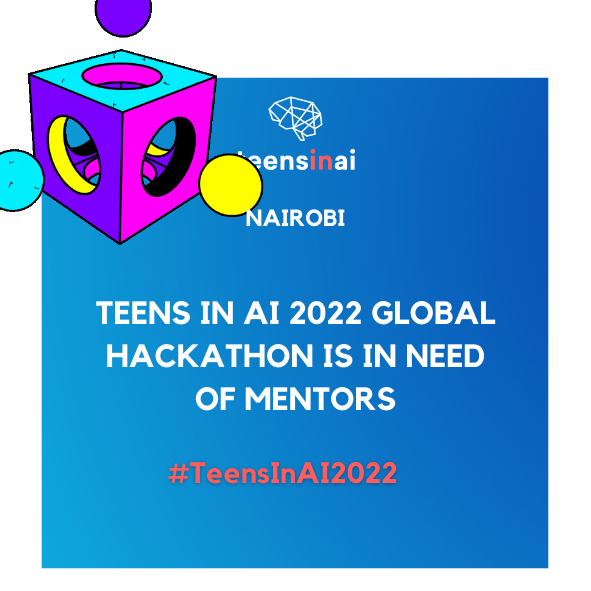 teensinai
NAIROBI
TEENS IN AI 2022 GLOBAL
HACKATHON IS IN NEED
OF MENTORS
#TeensInAI2022